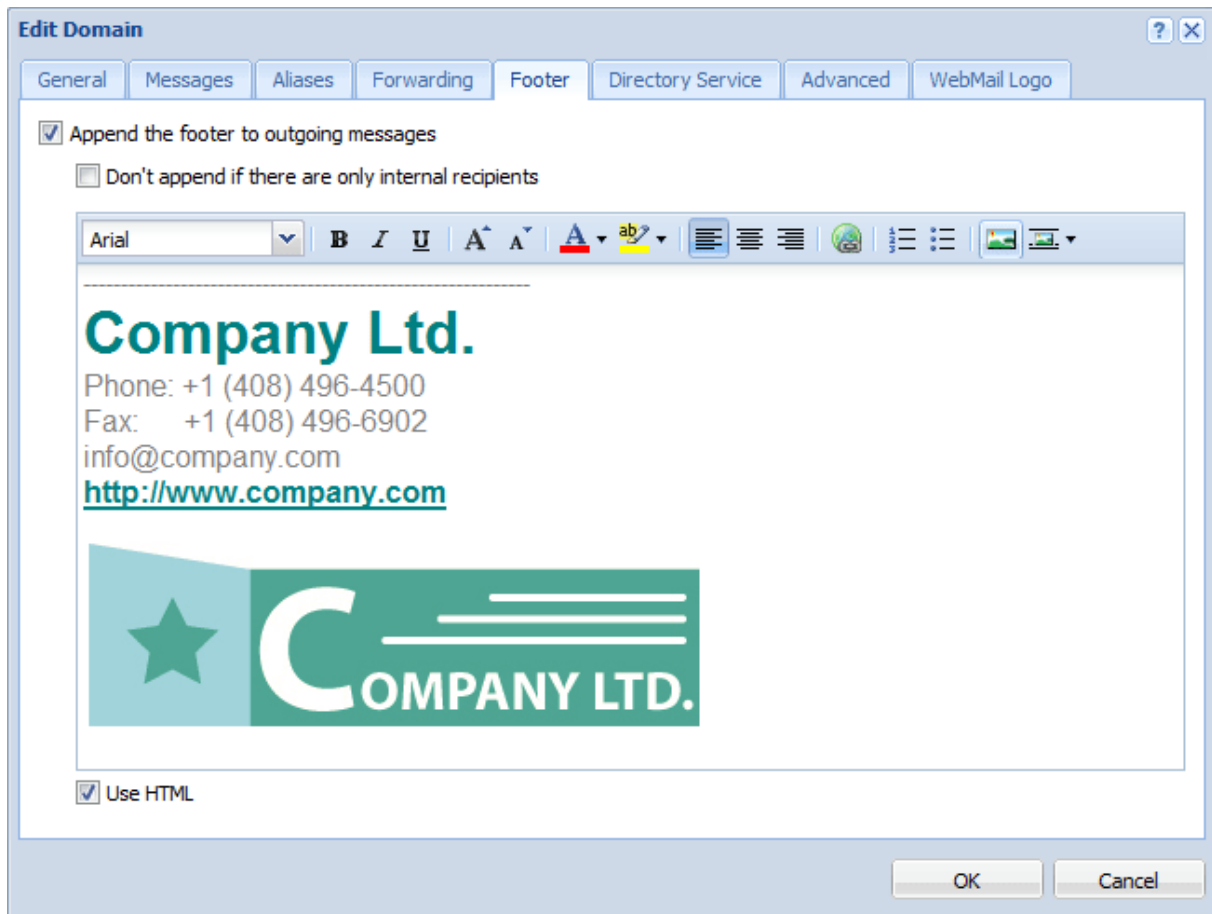 Edit Domain
General Messages Aliases Forwarding Footer Directory Service Advanced WebMail Logo
Append the footer to outgoing messages
Don't append if there are only internal recipients
Arial B I U A A A ab
------------------------------------------------------------
Company Ltd.
Phone: +1 (408) 496-4500
Fax: +1 (408) 496-6902
info@company.com
http://www.company.com
COMPANY LTD.
Use HTML
OK Cancel